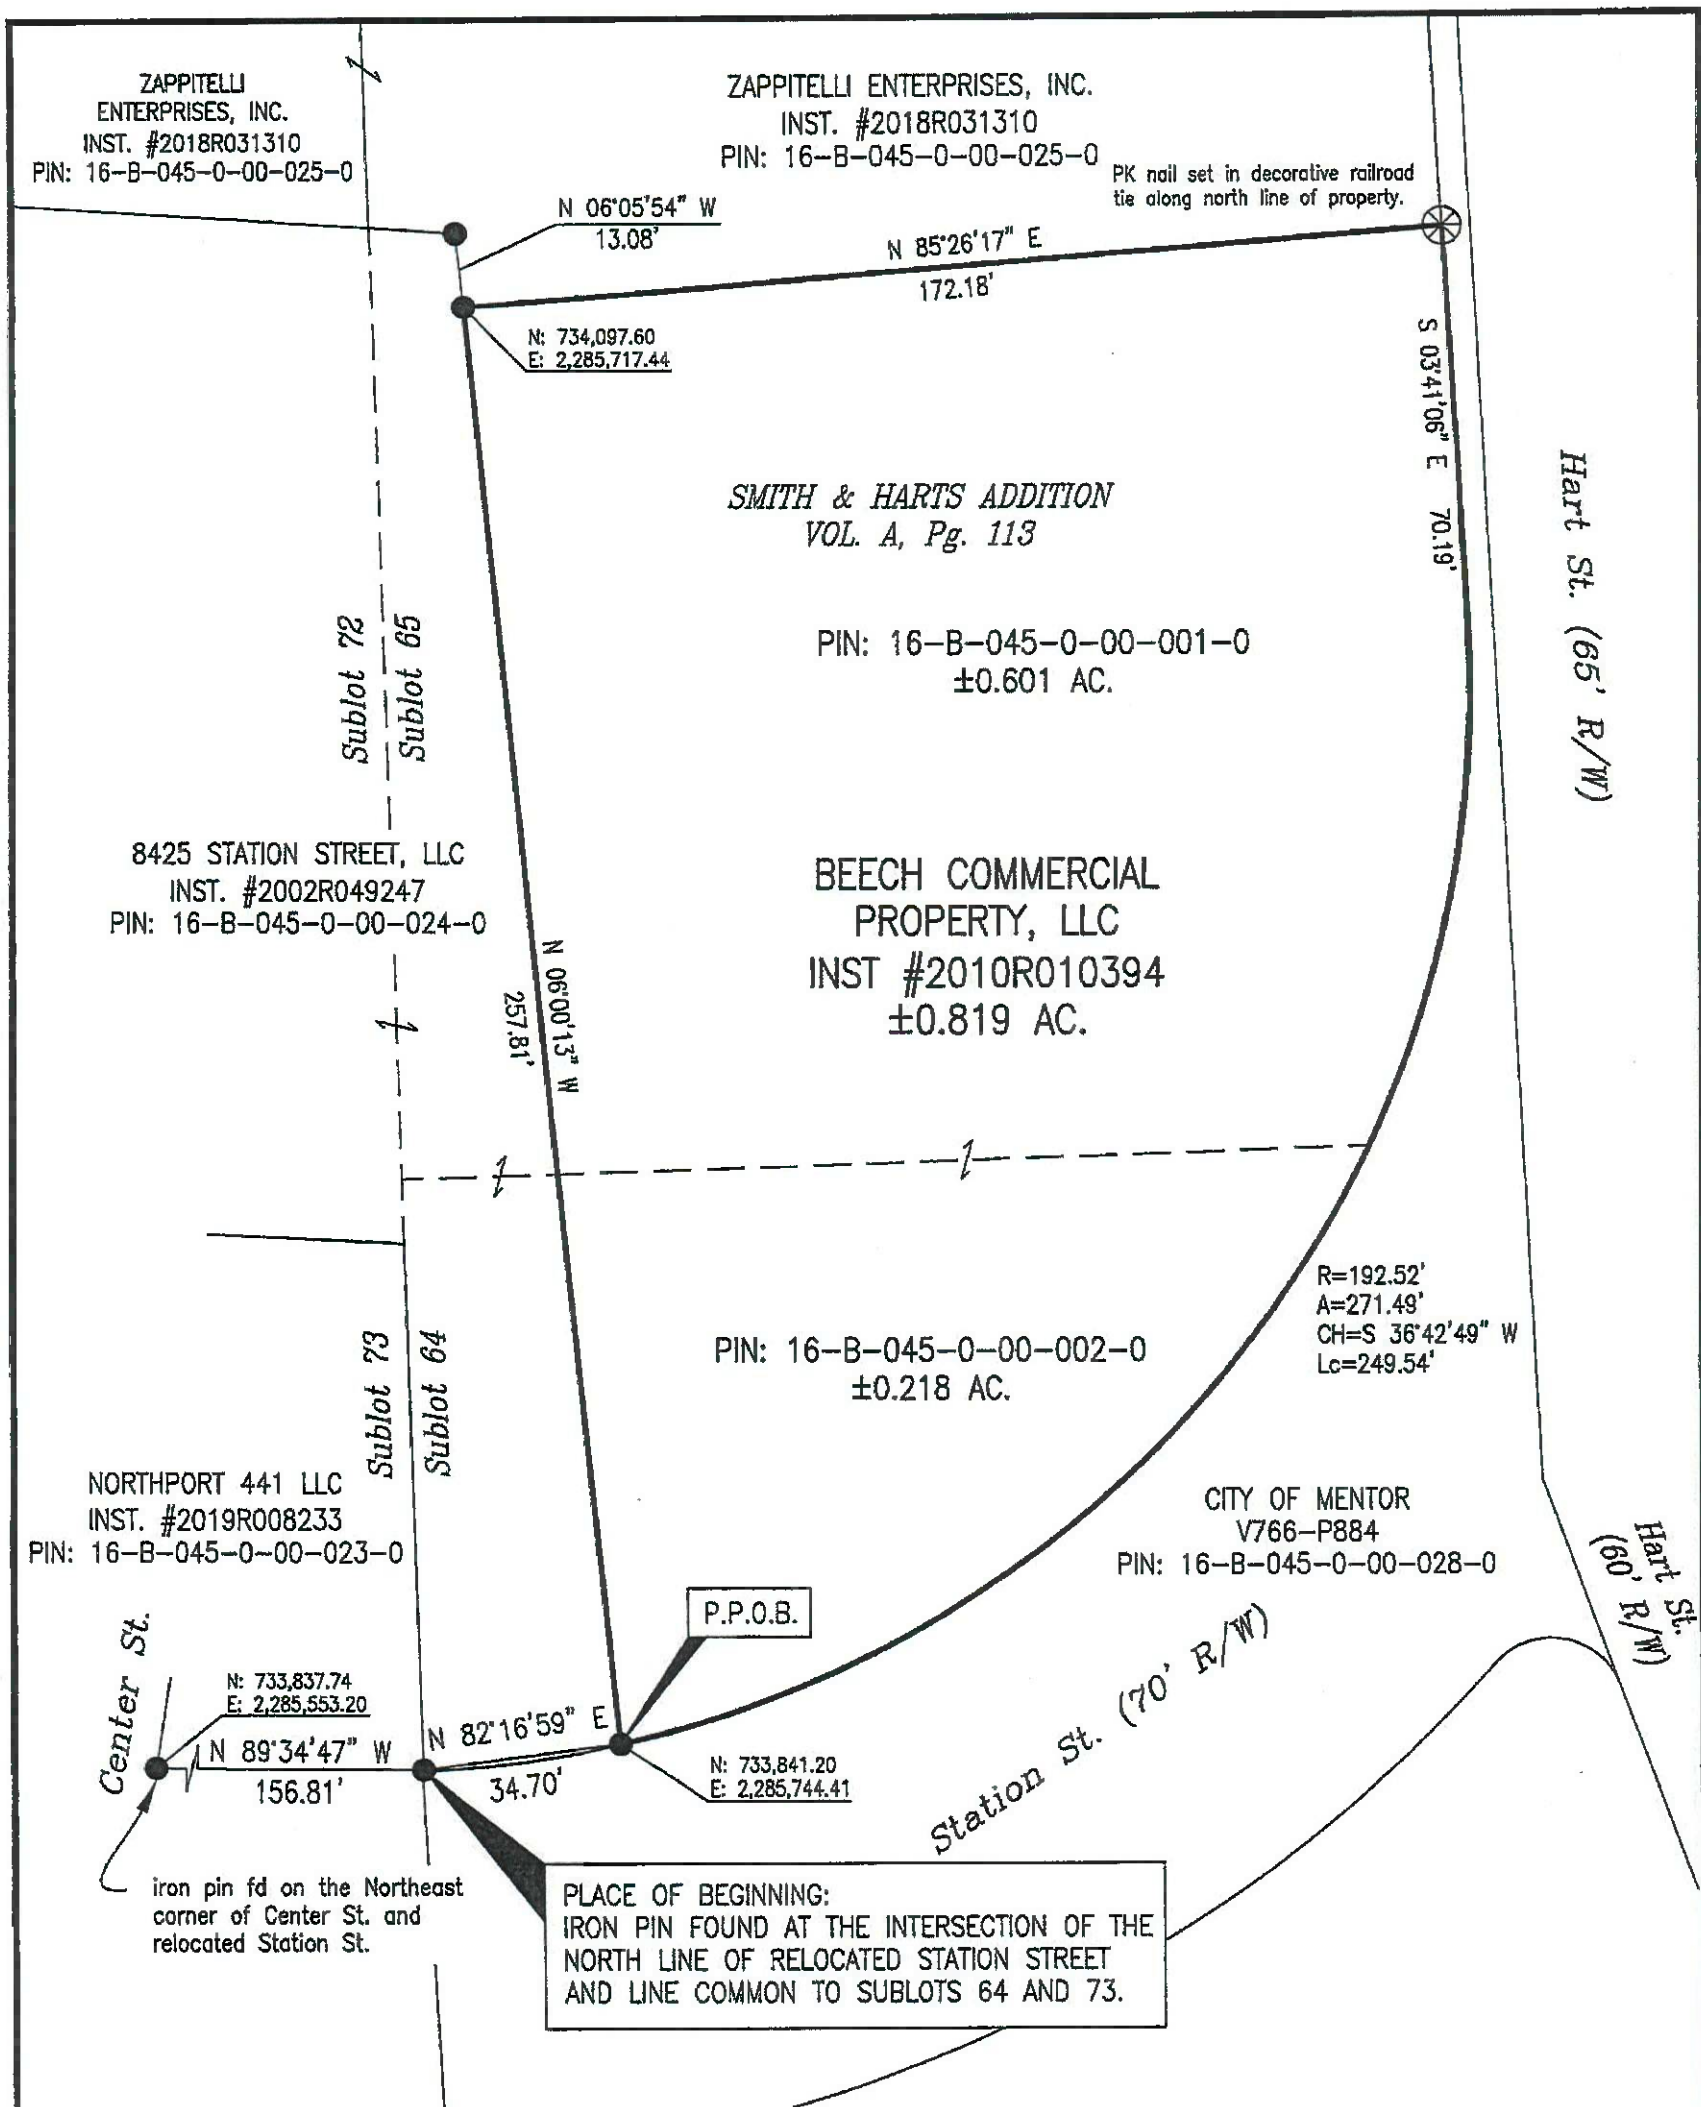 ZAPPITELLI
ENTERPRISES, INC.
INST. #2018R031310
PIN: 16-B-045-0-00-025-0
ZAPPITELLI ENTERPRISES, INC.
INST. #2018R031310
PIN: 16-B-045-0-00-025-0
PK nail set in decorative railroad
tie along north line of property.
N 06°05'54" W
13.08'
N 85°26'17" E
172.18'
N: 734,097.60
E: 2,285,717.44
S 03°41'06" E 70.19'
Hart St. (65' R/W)
SMITH & HARTS ADDITION
VOL. A, Pg. 113
PIN: 16-B-045-0-00-001-0
±0.601 AC.
Sublot 72
Sublot 65
8425 STATION STREET, LLC
INST. #2002R049247
PIN: 16-B-045-0-00-024-0
BEECH COMMERCIAL
PROPERTY, LLC
INST #2010R010394
±0.819 AC.
N 06°00'13" W
257.81'
R=192.52'
A=271.49'
CH=S 36°42'49" W
Lc=249.54'
PIN: 16-B-045-0-00-002-0
±0.218 AC.
Sublot 73
Sublot 64
NORTHPORT 441 LLC
INST. #2019R008233
PIN: 16-B-045-0-00-023-0
CITY OF MENTOR
V766-P884
PIN: 16-B-045-0-00-028-0
Hart St.
(60' R/W)
P.P.O.B.
Center St.
N: 733,837.74
E: 2,285,553.20
N 89°34'47" W
156.81'
N 82°16'59" E
34.70'
N: 733,841.20
E: 2,285,744.41
Station St. (70' R/W)
iron pin fd on the Northeast
corner of Center St. and
relocated Station St.
PLACE OF BEGINNING:
IRON PIN FOUND AT THE INTERSECTION OF THE
NORTH LINE OF RELOCATED STATION STREET
AND LINE COMMON TO SUBLOTS 64 AND 73.